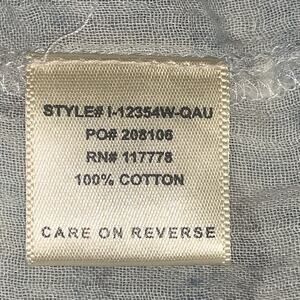 STYLE# I-12354W-QAU
PO# 208106
RN# 117778
100% COTTON
CARE ON REVERSE